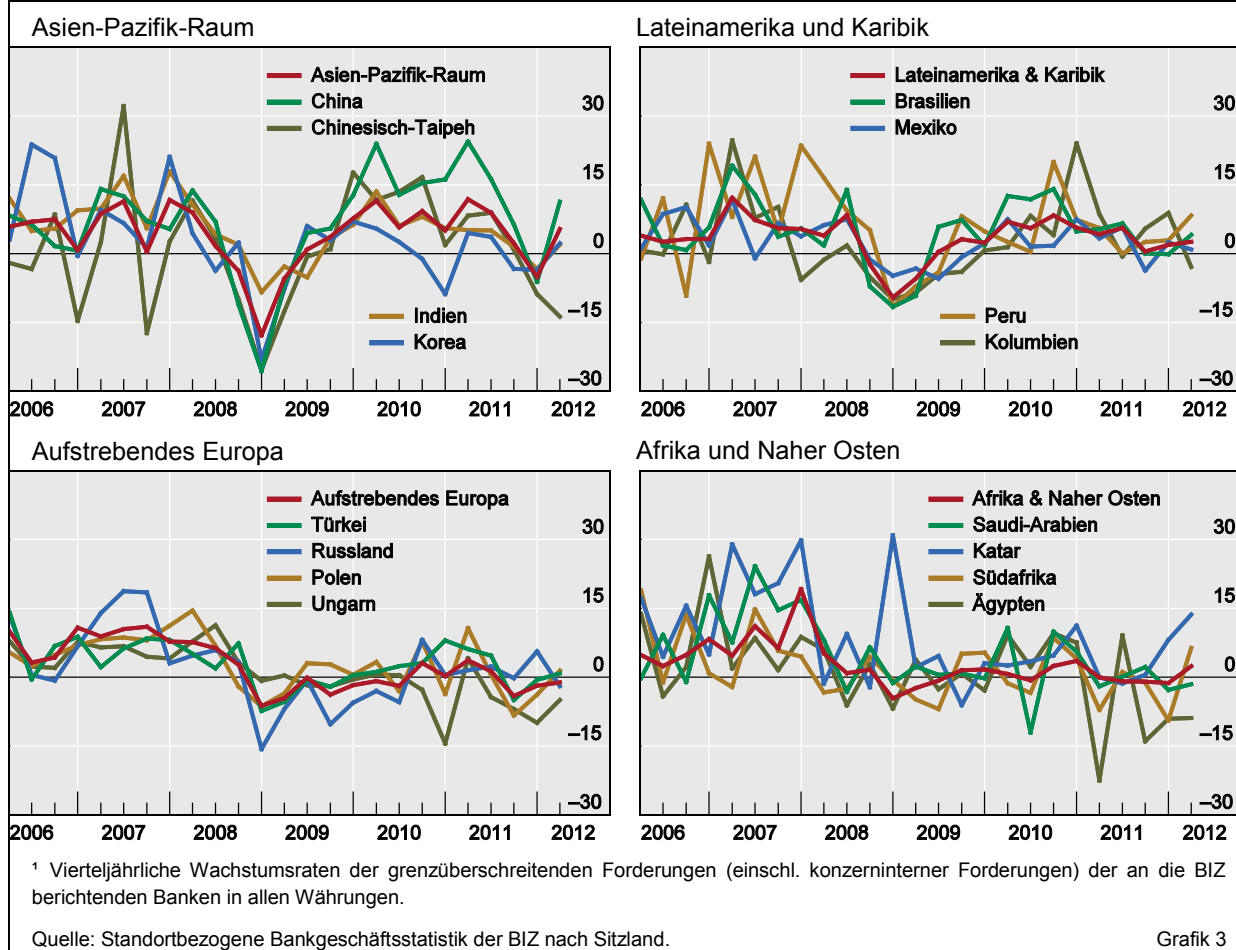 Asien-Pazifik-Raum
Asien-Pazifik-Raum
China
Chinesisch-Taipeh
Indien
Korea
30
15
0
–15
–30
2006 2007 2008 2009 2010 2011 2012
Lateinamerika und Karibik
Lateinamerika & Karibik
Brasilien
Mexiko
Peru
Kolumbien
30
15
0
–15
–30
2006 2007 2008 2009 2010 2011 2012
Aufstrebendes Europa
Aufstrebendes Europa
Türkei
Russland
Polen
Ungarn
30
15
0
–15
–30
2006 2007 2008 2009 2010 2011 2012
Afrika und Naher Osten
Afrika & Naher Osten
Saudi-Arabien
Katar
Südafrika
Ägypten
30
15
0
–15
–30
2006 2007 2008 2009 2010 2011 2012
¹ Vierteljährliche Wachstumsraten der grenzüberschreitenden Forderungen (einschl. konzerninterner Forderungen) der an die BIZ
berichtenden Banken in allen Währungen.
Quelle: Standortbezogene Bankgeschäftsstatistik der BIZ nach Sitzland. Grafik 3